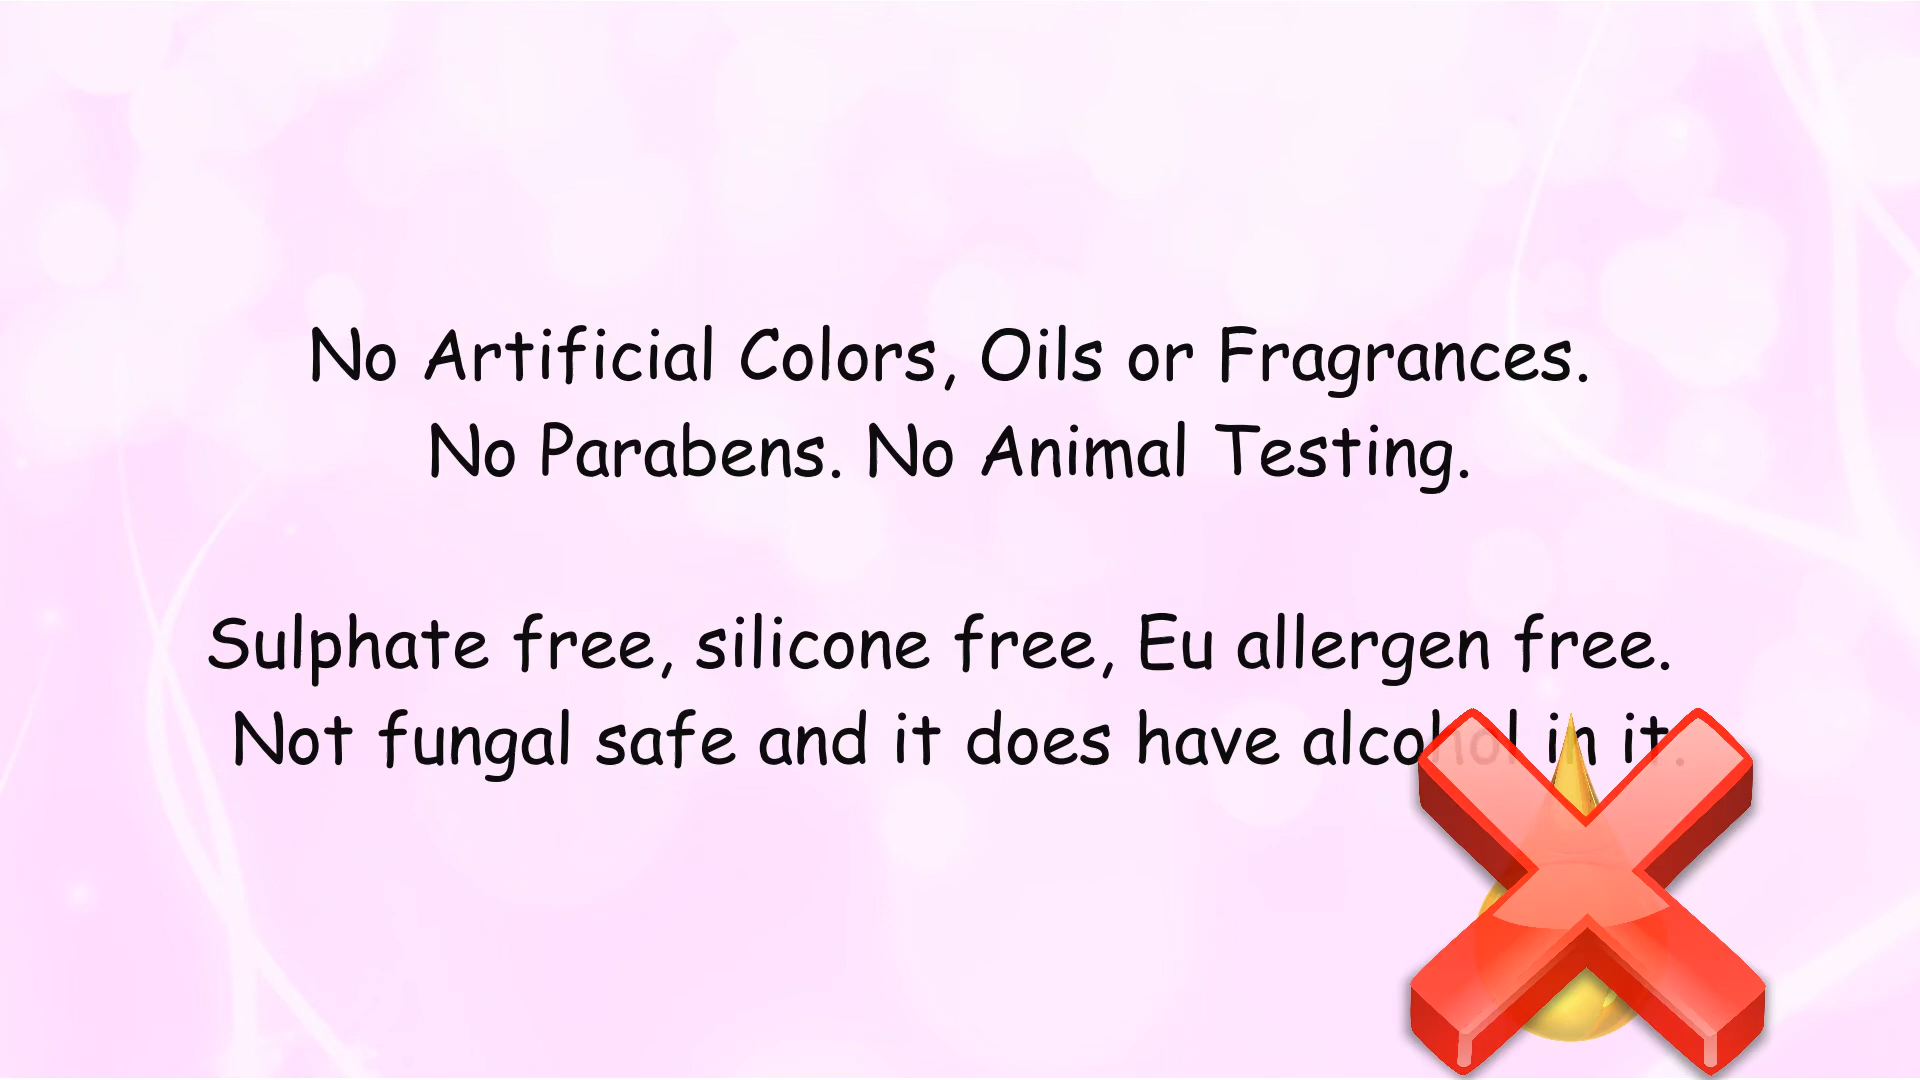 No Artificial Colors, Oils or Fragrances.
No Parabens. No Animal Testing.
Sulphate free, silicone free, Eu allergen free.
Not fungal safe and it does have alcohol in it.